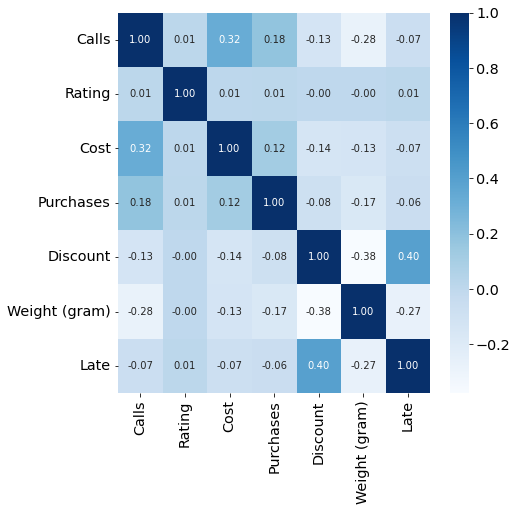 Calls 1.00 0.01 0.32 0.18 -0.13 -0.28 -0.07
Rating 0.01 1.00 0.01 0.01 -0.00 -0.00 0.01
Cost 0.32 0.01 1.00 0.12 -0.14 -0.13 -0.07
Purchases 0.18 0.01 0.12 1.00 -0.08 -0.17 -0.06
Discount -0.13 -0.00 -0.14 -0.08 1.00 -0.38 0.40
Weight (gram) -0.28 -0.00 -0.13 -0.17 -0.38 1.00 -0.27
Late -0.07 0.01 -0.07 -0.06 0.40 -0.27 1.00
Calls
Rating
Cost
Purchases
Discount
Weight (gram)
Late
1.0
0.8
0.6
0.4
0.2
0.0
−0.2